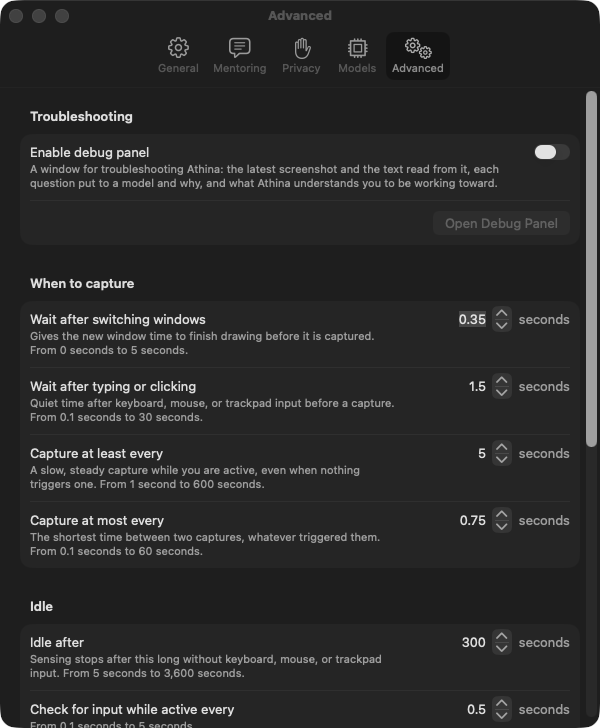 Advanced
General
Mentoring
Privacy
Models
Advanced
Troubleshooting
Enable debug panel
A window for troubleshooting Athina: the latest screenshot and the text read from it, each
question put to a model and why, and what Athina understands you to be working toward.
Open Debug Panel
When to capture
Wait after switching windows
0.35 seconds
Gives the new window time to finish drawing before it is captured.
From 0 seconds to 5 seconds.
Wait after typing or clicking
1.5 seconds
Quiet time after keyboard, mouse, or trackpad input before a capture.
From 0.1 seconds to 30 seconds.
Capture at least every
5 seconds
A slow, steady capture while you are active, even when nothing
triggers one. From 1 second to 600 seconds.
Capture at most every
0.75 seconds
The shortest time between two captures, whatever triggered them.
From 0.1 seconds to 60 seconds.
Idle
Idle after
300 seconds
Sensing stops after this long without keyboard, mouse, or trackpad
input. From 5 seconds to 3,600 seconds.
Check for input while active every
0.5 seconds
From 0.1 seconds to 5 seconds.